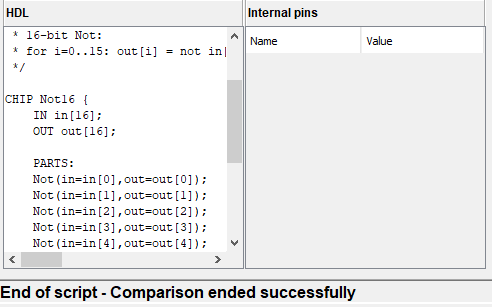 HDL
Internal pins
* 16-bit Not:
* for i=0..15: out[i] = not in[
*/
CHIP Not16 {
IN in[16];
OUT out[16];
PARTS:
Not(in=in[0],out=out[0]);
Not(in=in[1],out=out[1]);
Not(in=in[2],out=out[2]);
Not(in=in[3],out=out[3]);
Not(in=in[4],out=out[4]);
Name Value
End of script - Comparison ended successfully